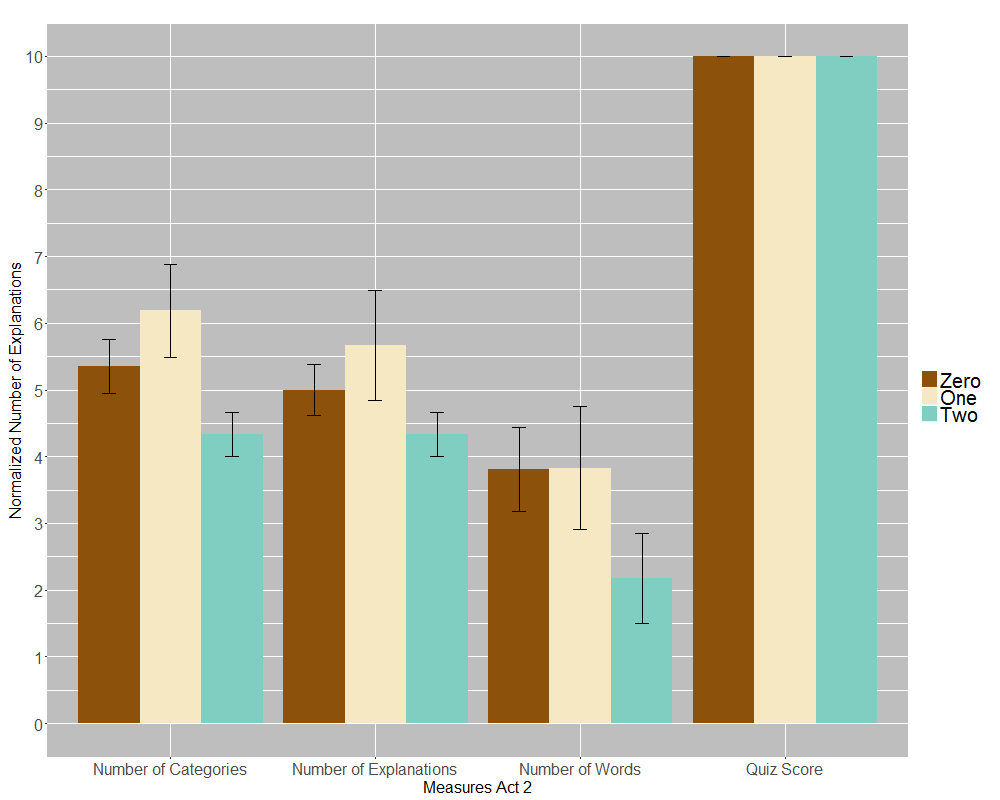 10
9
8
7
6
5
4
3
2
1
0
Normalized Number of Explanations
Number of Categories
Number of Explanations
Number of Words
Quiz Score
Measures Act 2
Zero
One
Two